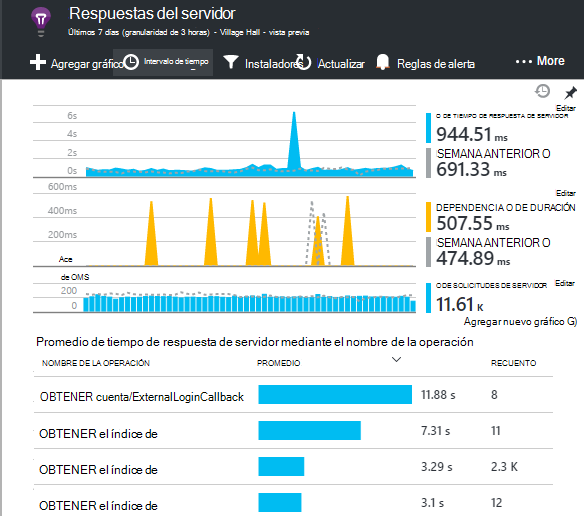 Respuestas del servidor
Últimos 7 días (granularidad de 3 horas) - Village Hall - vista previa
Agregar gráfico
Intervalo de tiempo
Instaladores
Actualizar
Reglas de alerta
More
Editar
6s
4s
2s
0s
O DE TIEMPO DE RESPUESTA DE SERVIDOR
944.51 ms
SEMANA ANTERIOR O
691.33 ms
Editar
600ms
400ms
200ms
Ace
DEPENDENCIA O DE DURACIÓN
507.55 ms
SEMANA ANTERIOR O
474.89 ms
de OMS
Editar
200
0
ODE SOLICITUDES DE SERVIDOR
11.61 K
Agregar nuevo gráfico G)
Promedio de tiempo de respuesta de servidor mediante el nombre de la operación
NOMBRE DE LA OPERACIÓN PROMEDIO RECUENTO
OBTENER cuenta/ExternalLoginCallback 11.88 s 8
OBTENER el índice de 7.31 s 11
OBTENER el índice de 3.29 s 2.3 K
OBTENER el índice de 3.1 s 12